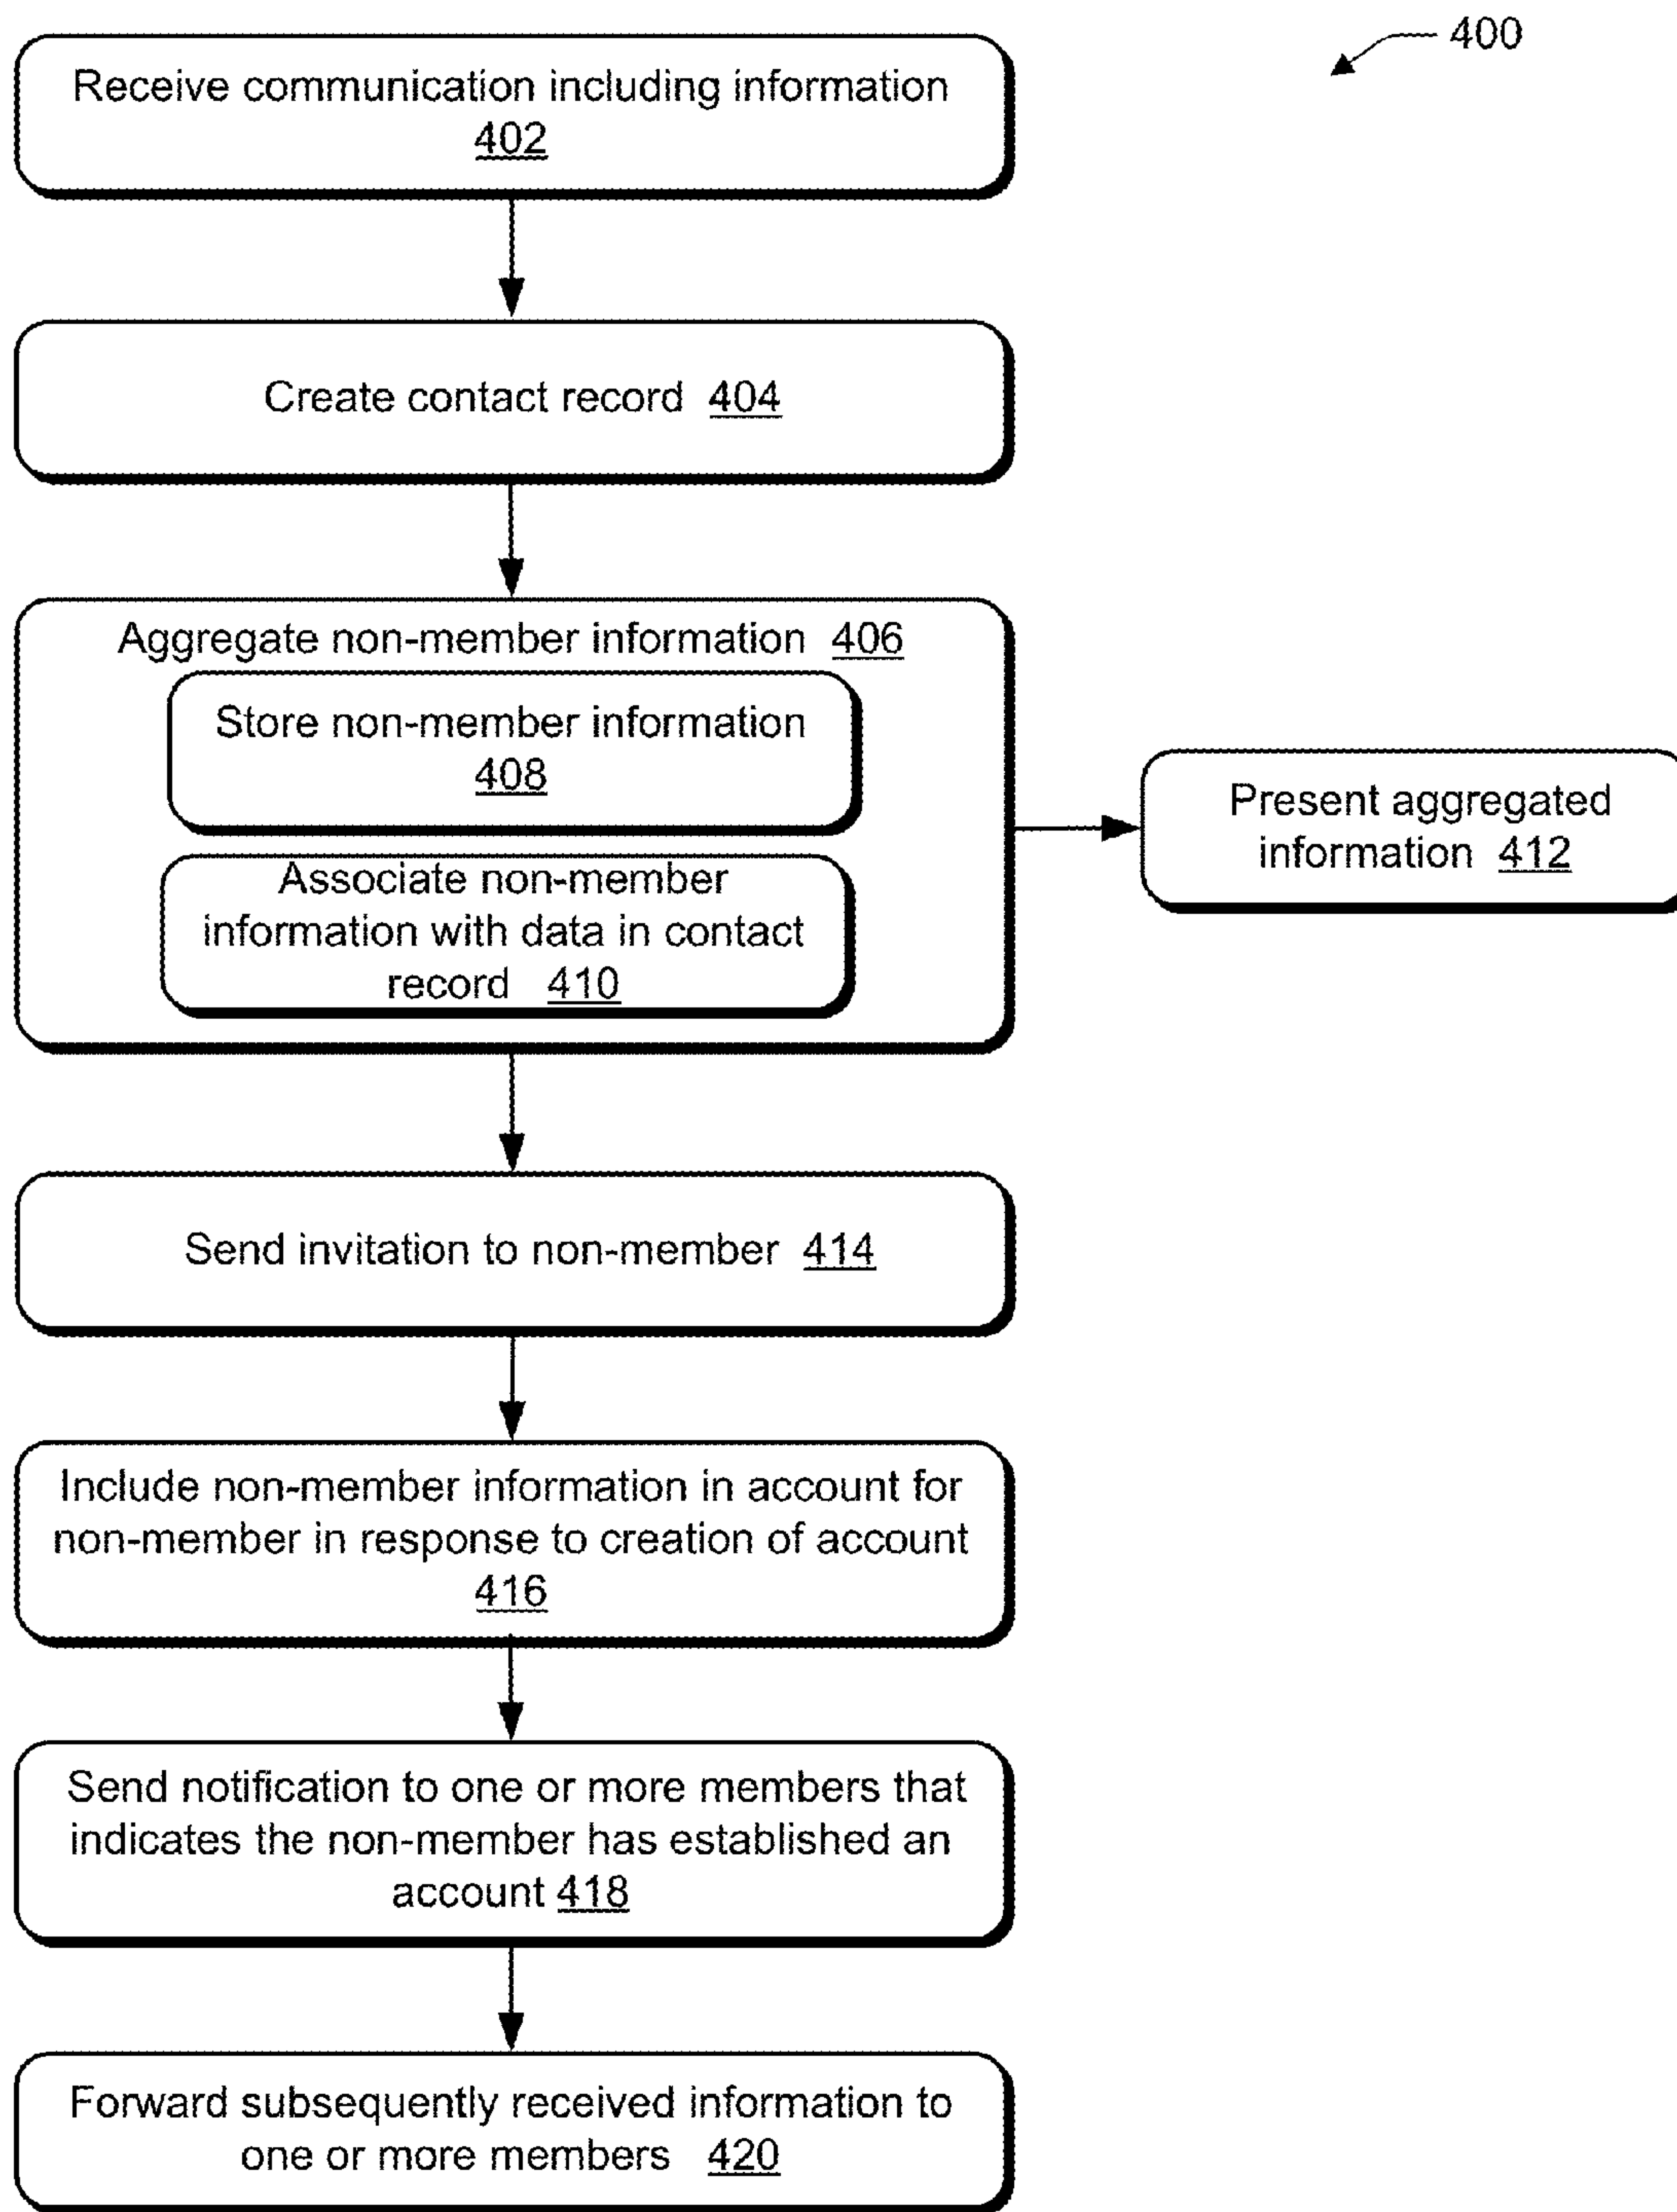 400
Receive communication including information
402
Create contact record 404
Aggregate non-member information 406
Store non-member information
408
Associate non-member
information with data in contact
record 410
Present aggregated
information 412
Send invitation to non-member 414
Include non-member information in account for
non-member in response to creation of account
416
Send notification to one or more members that
indicates the non-member has established an
account 418
Forward subsequently received information to
one or more members 420